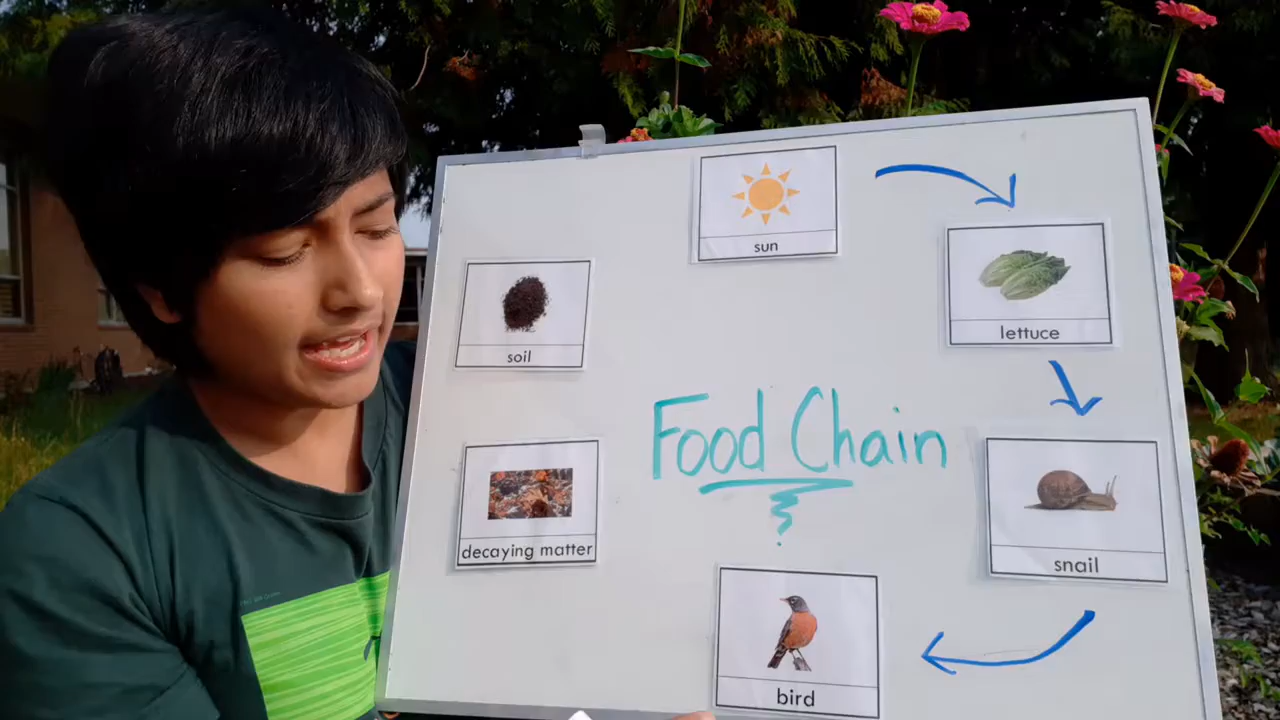 sun
lettuce
soil
Food Chain
snail
decaying matter
bird